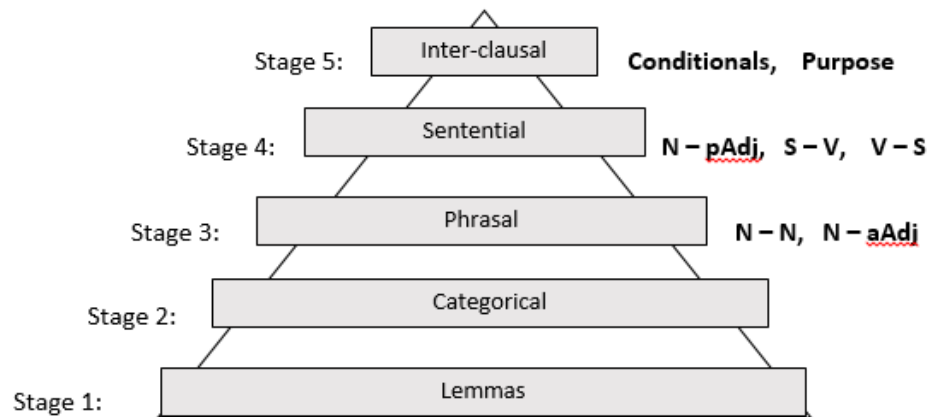 Stage 5: Inter-clausal Conditionals, Purpose
Stage 4: Sentential N – pAdj, S – V, V – S
Stage 3: Phrasal N – N, N – aAdj
Stage 2: Categorical
Stage 1: Lemmas